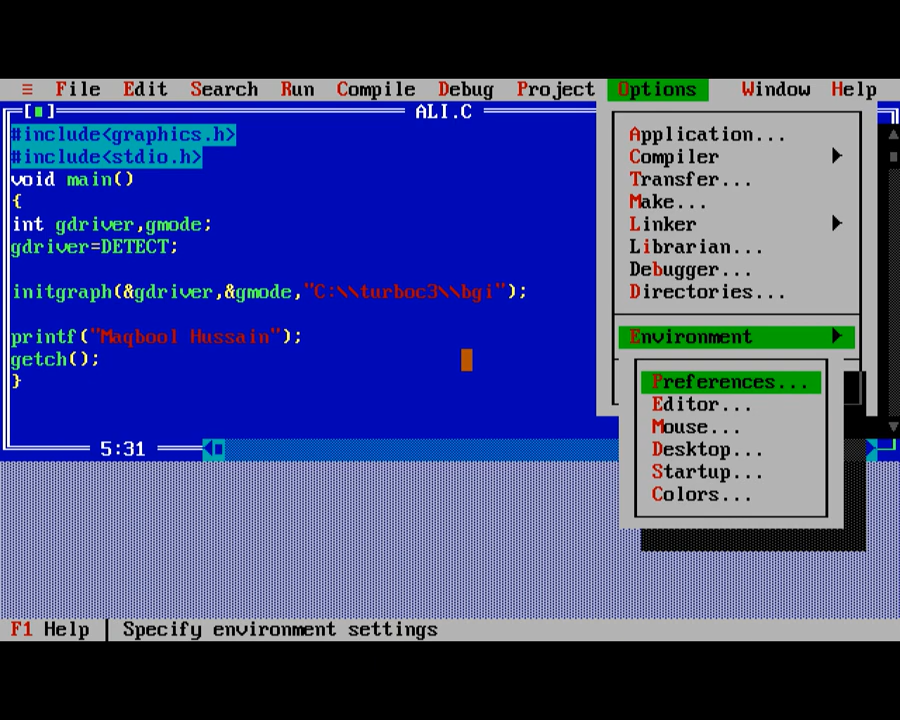 ≡ File Edit Search Run Compile Debug Project Options Window Help
[■] ALI.C
#include<graphics.h>
#include<stdio.h>
void main()
{
int gdriver,gmode;
gdriver=DETECT;
initgraph(&gdriver,&gmode,"C:\\turboc3\\bgi");
printf("Maqbool Hussain");
getch();
}
5:31
Application...
Compiler
Transfer...
Make...
Linker
Librarian...
Debugger...
Directories...
Environment
Preferences...
Editor...
Mouse...
Desktop...
Startup...
Colors...
F1 Help | Specify environment settings